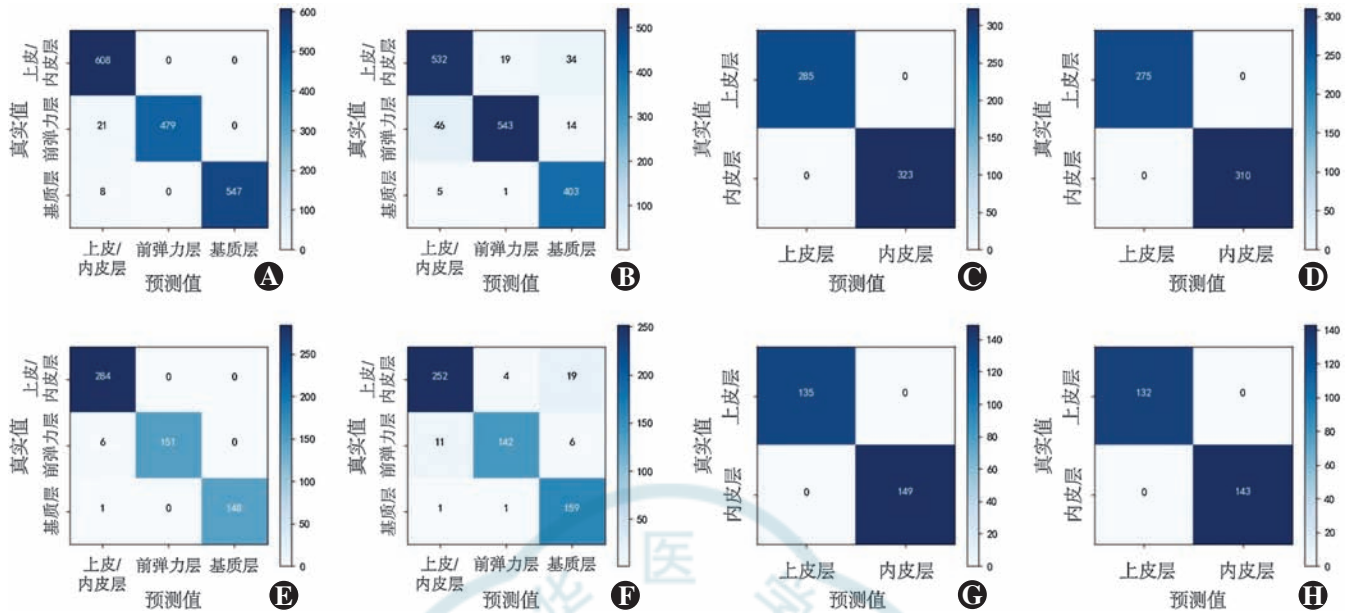 真实值
上皮/
内皮层
前弹力层
基质层
608 0 0
21 479 0
8 0 547
600
500
400
300
200
100
0
上皮/
内皮层
前弹力层
基质层
预测值
A
真实值
上皮/
内皮层
前弹力层
基质层
532 19 34
46 543 14
5 1 403
500
400
300
200
100
上皮/
内皮层
前弹力层
基质层
预测值
B
真实值
上皮层
内皮层
285 0
0 323
300
250
200
150
100
50
0
上皮层 内皮层
预测值
C
真实值
上皮层
内皮层
275 0
0 310
300
250
200
150
100
50
0
上皮层 内皮层
预测值
D
真实值
上皮/
内皮层
前弹力层
基质层
284 0 0
6 151 0
1 0 148
250
200
150
100
50
0
上皮/
内皮层
前弹力层
基质层
预测值
E
真实值
上皮/
内皮层
前弹力层
基质层
252 4 19
11 142 6
1 1 159
250
200
150
100
50
上皮/
内皮层
前弹力层
基质层
预测值
F
真实值
上皮层
内皮层
135 0
0 149
140
120
100
80
60
40
20
0
上皮层 内皮层
预测值
G
真实值
上皮层
内皮层
132 0
0 143
140
120
100
80
60
40
20
0
上皮层 内皮层
预测值
H
华医学